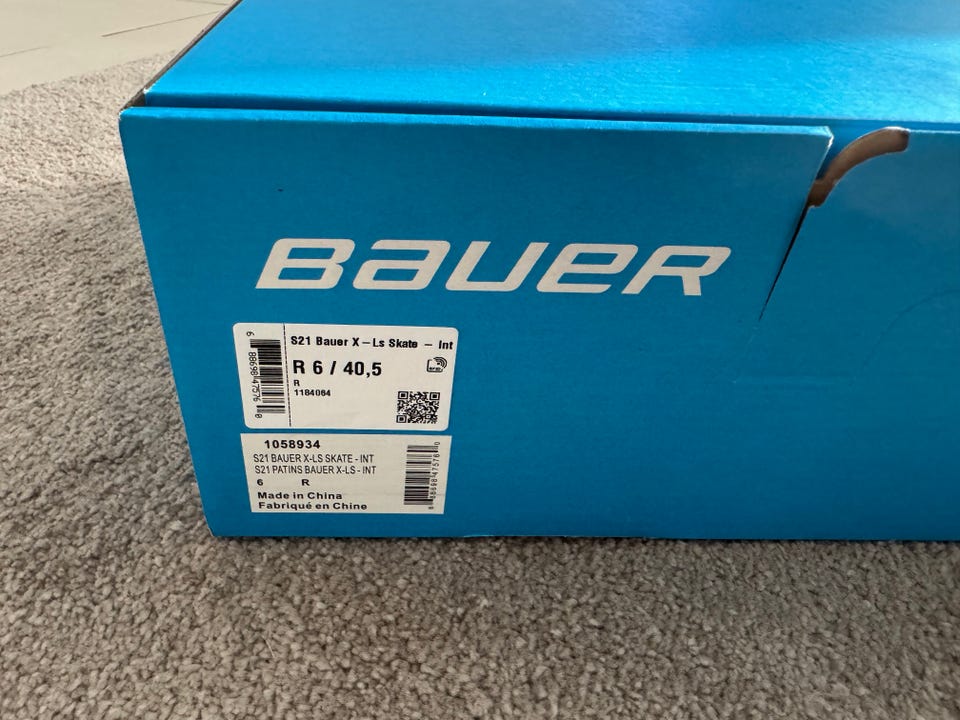 BAUER
S21 Bauer X – Ls Skate – Int
R 6 / 40,5
R
1184064
1058934
S21 BAUER X-LS SKATE - INT
S21 PATINS BAUER X-LS - INT
6 R
Made in China
Fabriqué en Chine